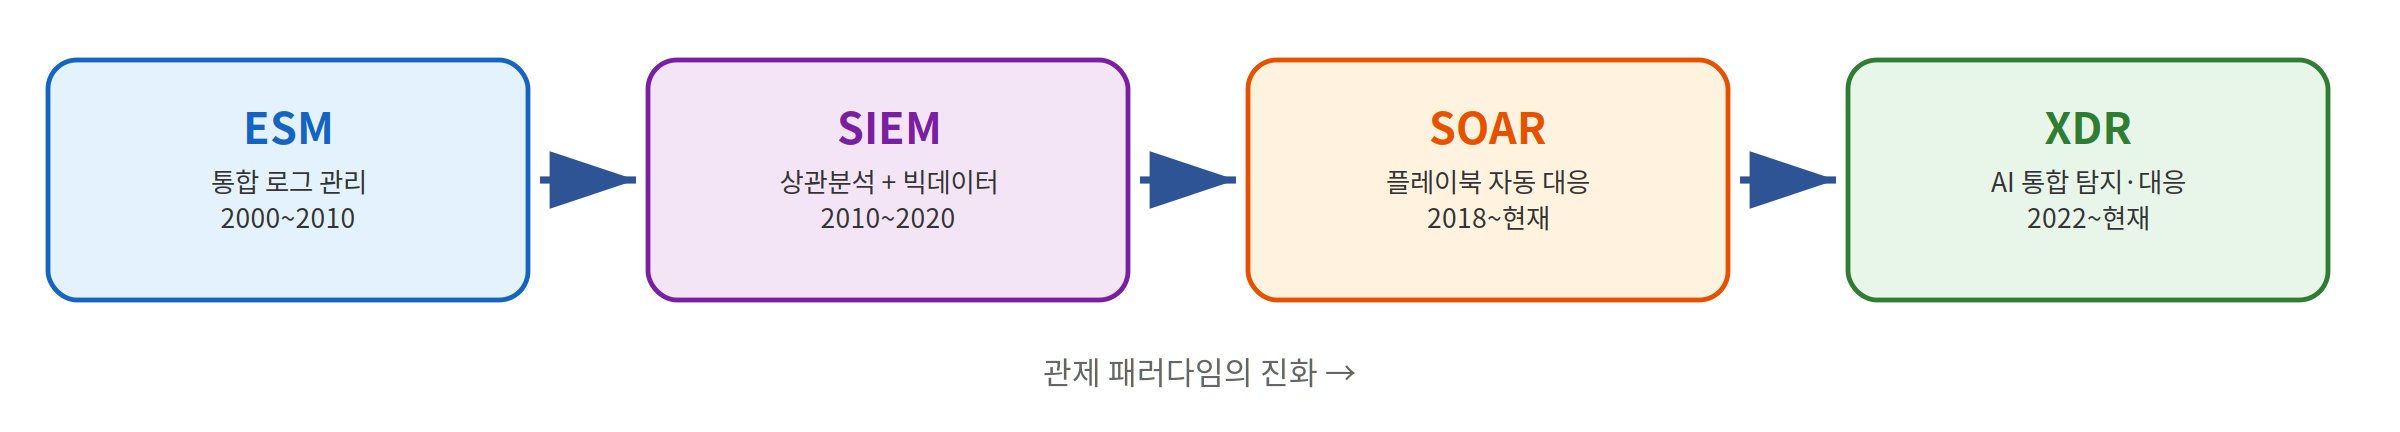 ESM
통합 로그 관리
2000~2010
SIEM
상관분석 + 빅데이터
2010~2020
SOAR
플레이북 자동 대응
2018~현재
XDR
AI 통합 탐지·대응
2022~현재
관제 패러다임의 진화 →